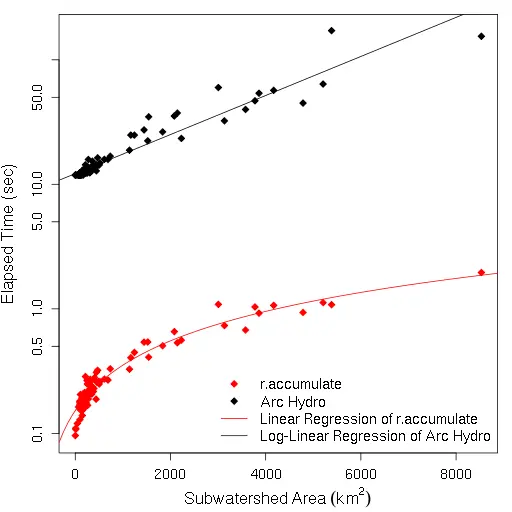 Elapsed Time (sec)
50.0
10.0
5.0
1.0
0.5
0.1
r.accumulate
Arc Hydro
Linear Regression of r.accumulate
Log-Linear Regression of Arc Hydro
0 2000 4000 6000 8000
Subwatershed Area (km²)